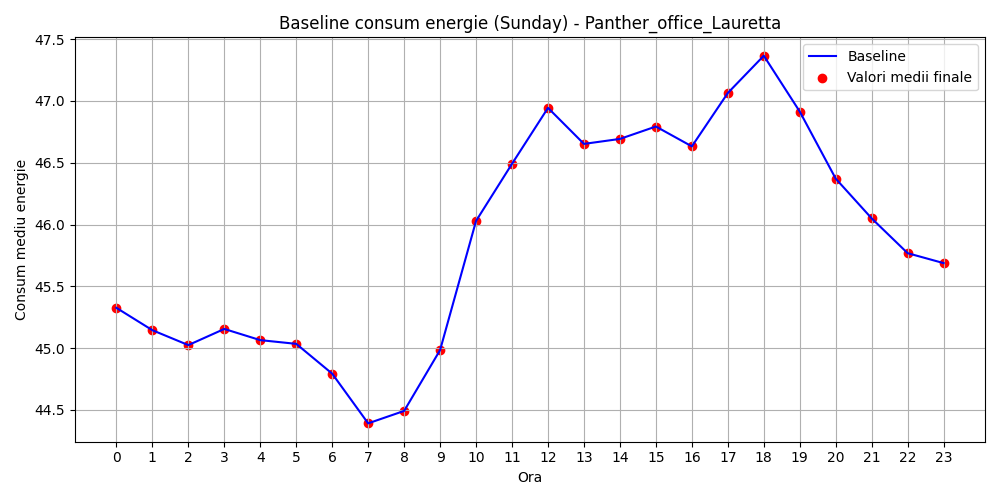 Baseline consum energie (Sunday) - Panther_office_Lauretta
Baseline
Valori medii finale
Consum mediu energie
47.5
47.0
46.5
46.0
45.5
45.0
44.5
0 1 2 3 4 5 6 7 8 9 10 11 12 13 14 15 16 17 18 19 20 21 22 23
Ora